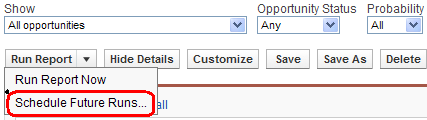 Show Opportunity Status Probability
All opportunities Any All
Run Report Hide Details Customize Save Save As Delete
Run Report Now
Schedule Future Runs... all